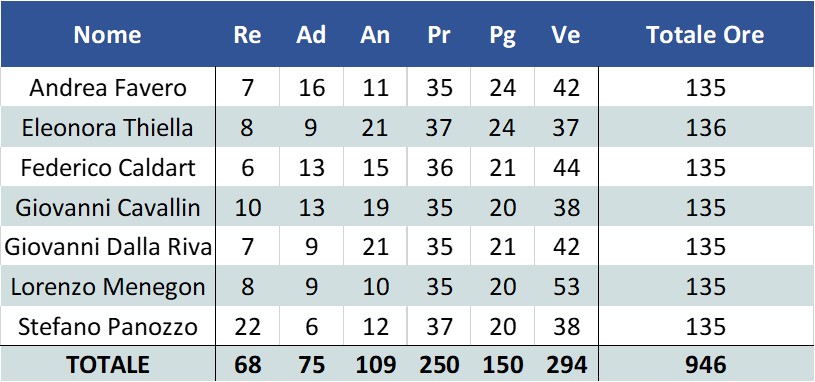 Nome Re Ad An Pr Pg Ve Totale Ore
Andrea Favero 7 16 11 35 24 42 135
Eleonora Thiella 8 9 21 37 24 37 136
Federico Caldart 6 13 15 36 21 44 135
Giovanni Cavallin 10 13 19 35 20 38 135
Giovanni Dalla Riva 7 9 21 35 21 42 135
Lorenzo Menegon 8 9 10 35 20 53 135
Stefano Panozzo 22 6 12 37 20 38 135
TOTALE 68 75 109 250 150 294 946